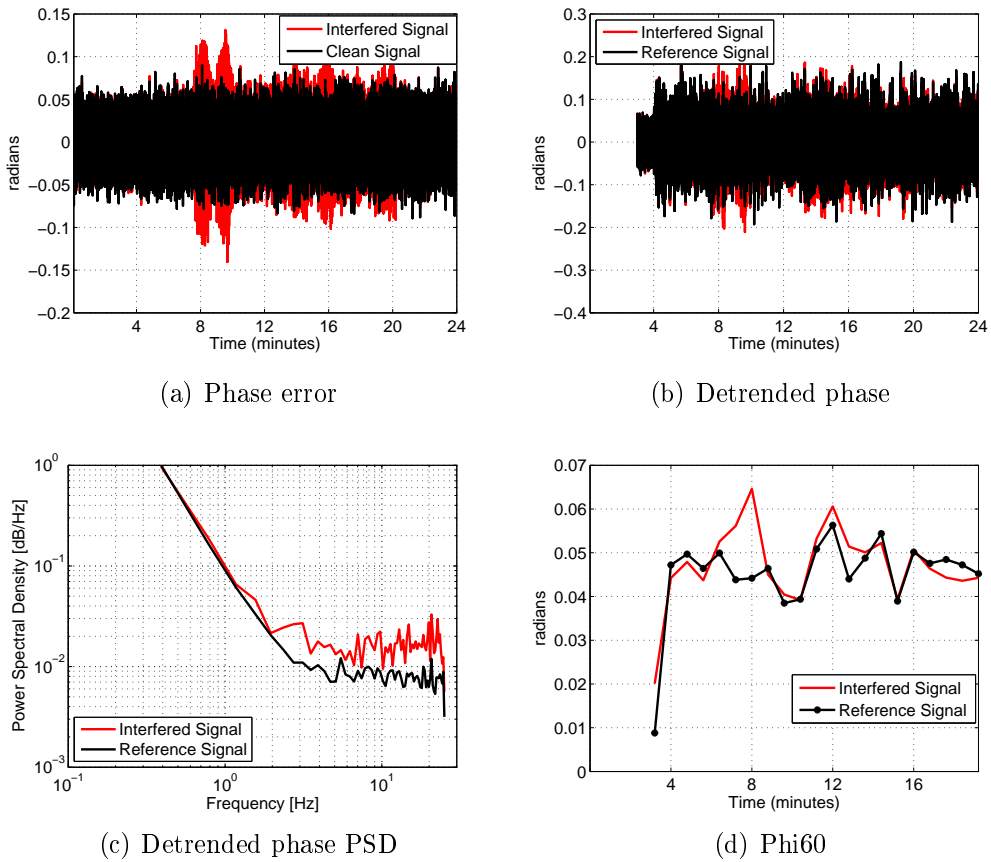 0.15
0.1
0.05
0
−0.05
−0.1
−0.15
−0.2
radians
Interfered Signal
Clean Signal
4 8 12 16 20 24
Time (minutes)
(a) Phase error
0.3
0.2
0.1
0
−0.1
−0.2
−0.3
−0.4
radians
Interfered Signal
Reference Signal
4 8 12 16 20 24
Time (minutes)
(b) Detrended phase
10^0
10^−1
10^−2
10^−3
Power Spectral Density [dB/Hz]
Interfered Signal
Reference Signal
10^−1 10^0 10^1
Frequency [Hz]
(c) Detrended phase PSD
0.07
0.06
0.05
0.04
0.03
0.02
0.01
0
radians
Interfered Signal
Reference Signal
4 8 12 16
Time (minutes)
(d) Phi60